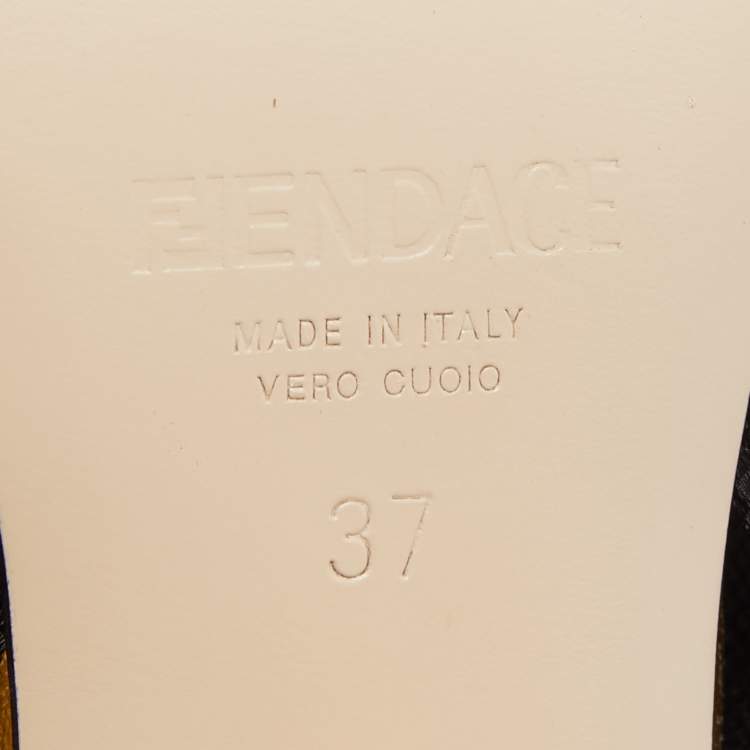 FENDACE
MADE IN ITALY
VERO CUOIO
37